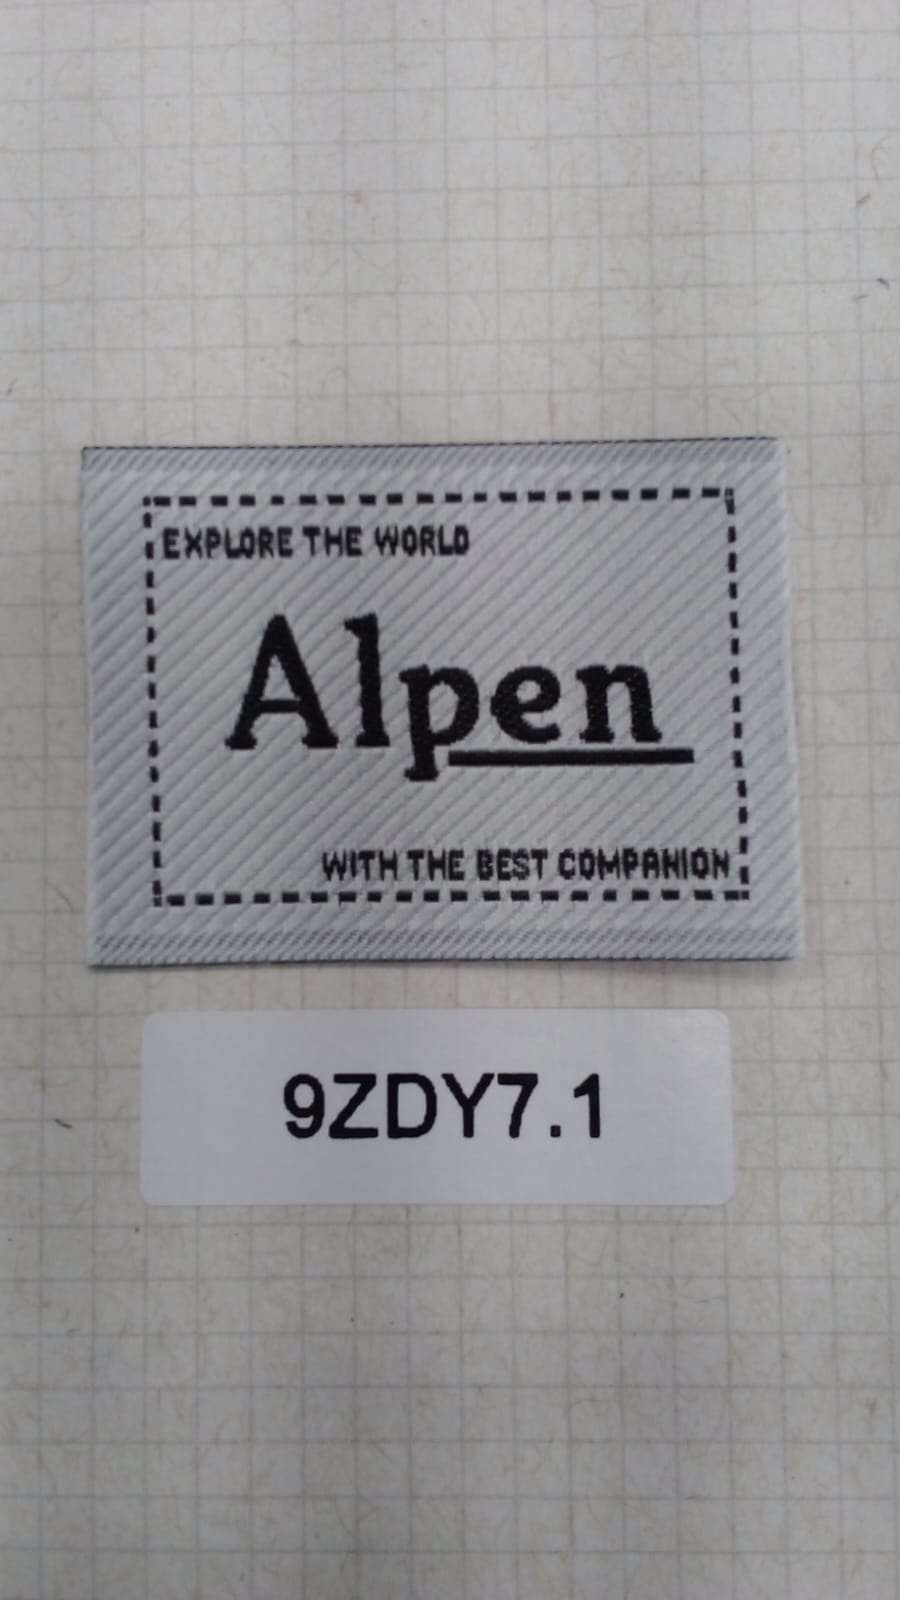 EXPLORE THE WORLD
Alpen
WITH THE BEST COMPANION
9ZDY7.1